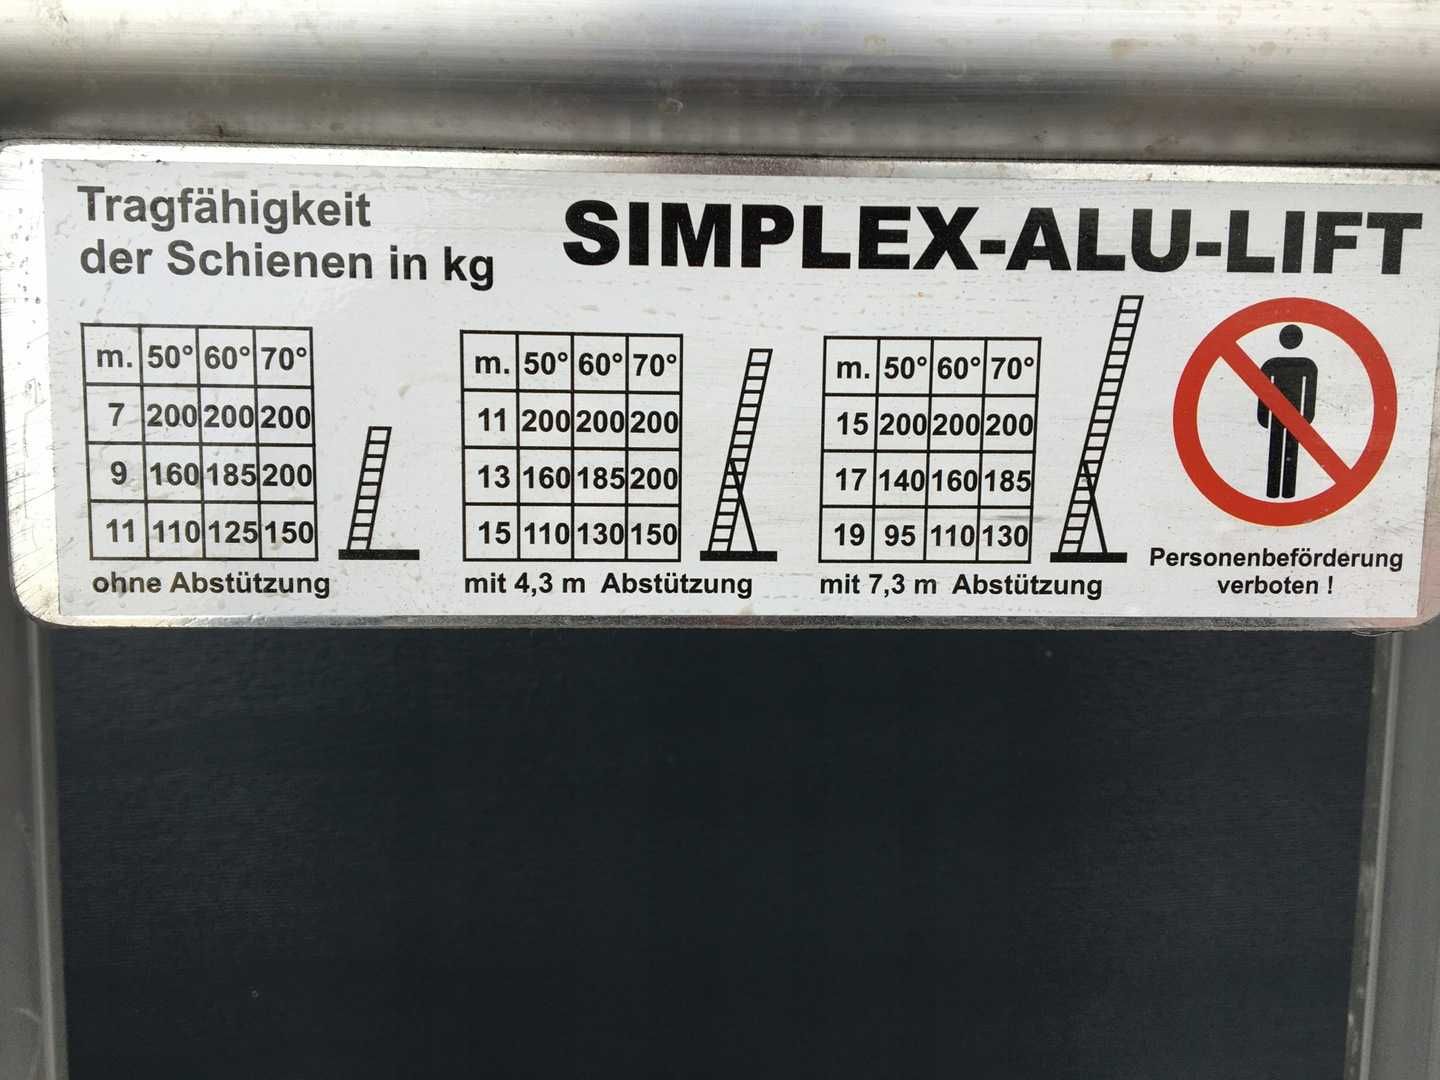 Tragfähigkeit
der Schienen in kg
SIMPLEX-ALU-LIFT
m. 50° 60° 70°
7 200 200 200
9 160 185 200
11 110 125 150
ohne Abstützung
m. 50° 60° 70°
11 200 200 200
13 160 185 200
15 110 130 150
mit 4,3 m Abstützung
m. 50° 60° 70°
15 200 200 200
17 140 160 185
19 95 110 130
mit 7,3 m Abstützung
Personenbeförderung
verboten !